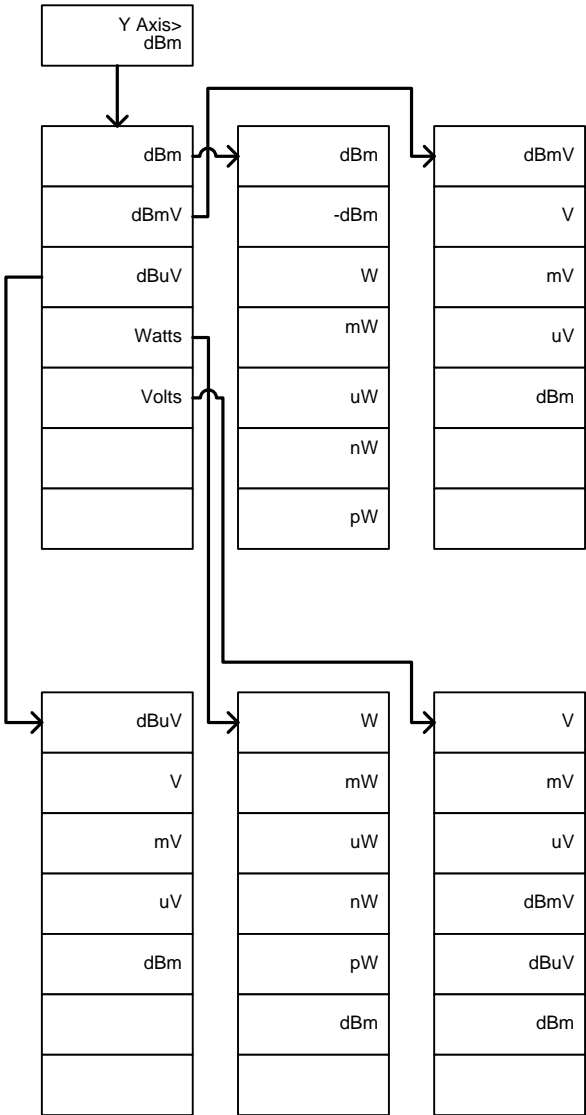 Y Axis>
dBm
dBm
dBmV
dBuV
Watts
Volts
dBm
-dBm
W
mW
uW
nW
pW
dBmV
V
mV
uV
dBm
dBuV
V
mV
uV
dBm
W
mW
uW
nW
pW
dBm
V
mV
uV
dBmV
dBuV
dBm